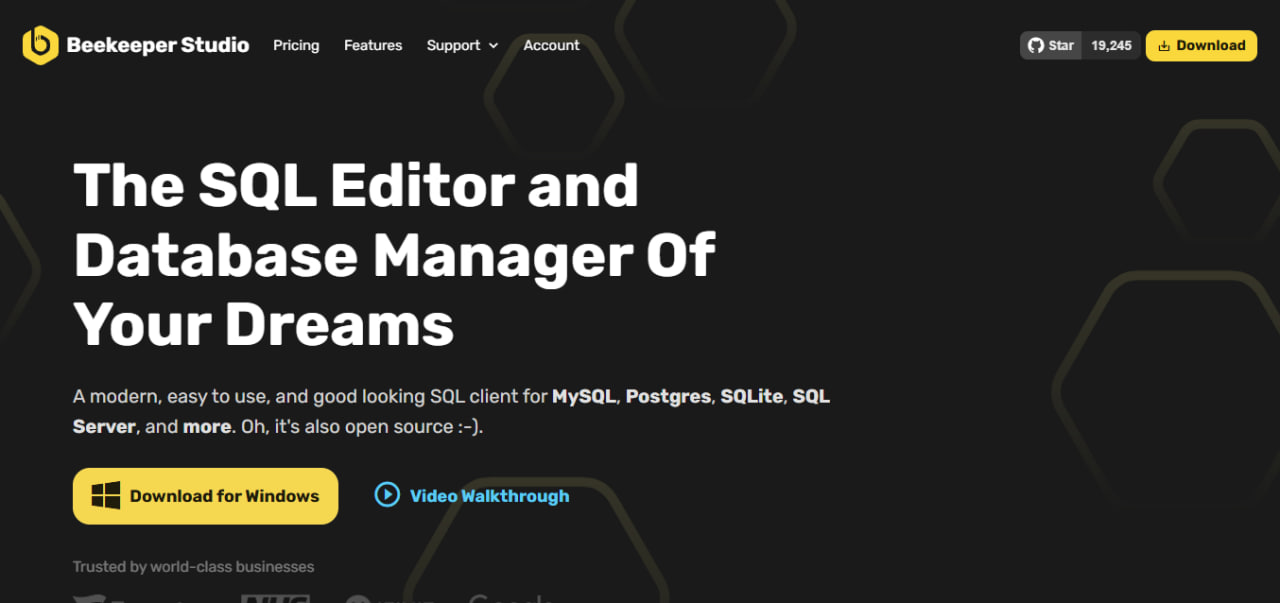 Beekeeper Studio
Pricing
Features
Support
Account
Star
19,245
Download
The SQL Editor and
Database Manager Of
Your Dreams
A modern, easy to use, and good looking SQL client for MySQL, Postgres, SQLite, SQL
Server, and more. Oh, it's also open source :-).
Download for Windows
Video Walkthrough
Trusted by world-class businesses